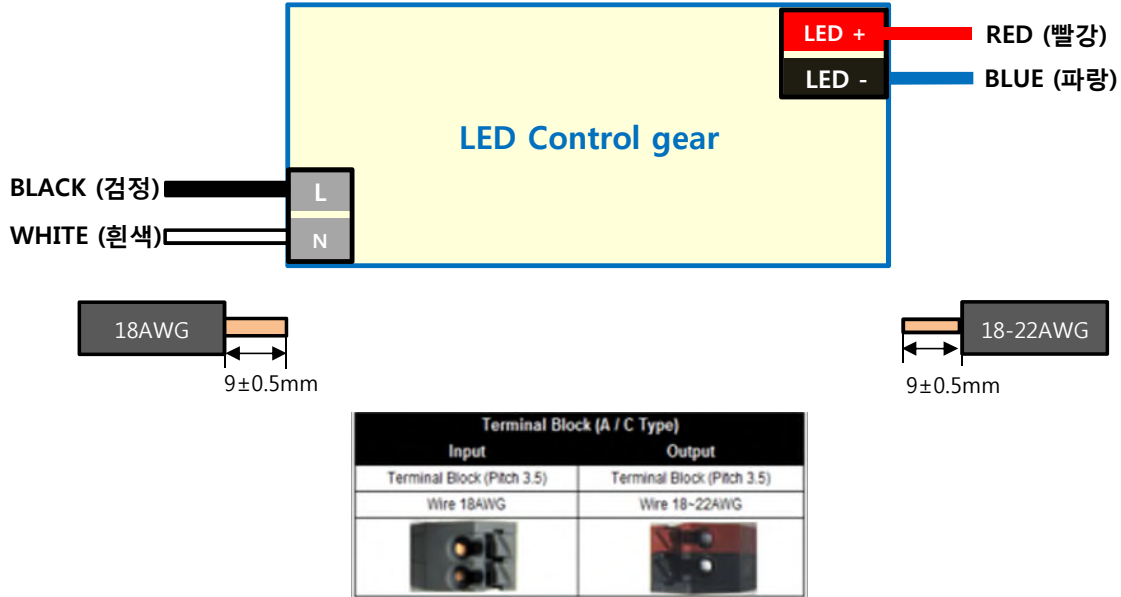 LED +
RED (빨강)
LED -
BLUE (파랑)
LED Control gear
BLACK (검정)
L
WHITE (흰색)
N
18AWG
18-22AWG
9±0.5mm
9±0.5mm
Terminal Block (A / C Type)
Input Output
Terminal Block (Pitch 3.5) Terminal Block (Pitch 3.5)
Wire 18AWG Wire 18~22AWG